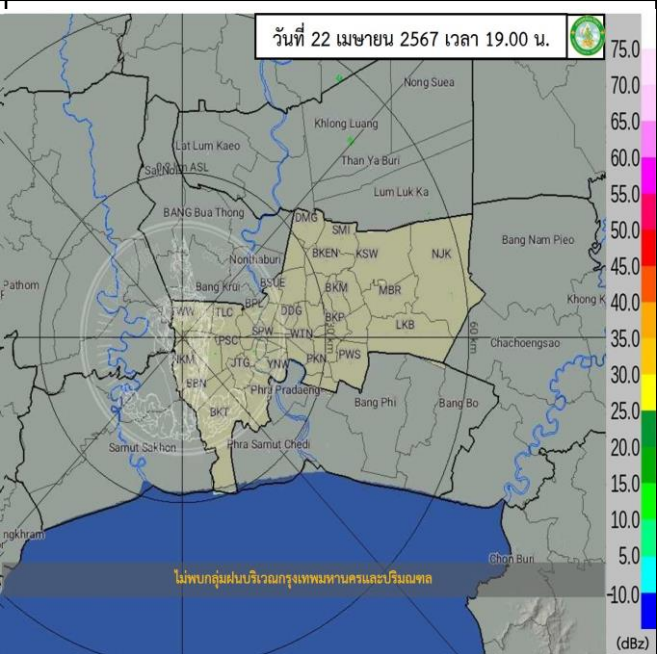 วันที่ 22 เมษายน 2567 เวลา 19.00 น.
75.0
70.0
65.0
60.0
55.0
50.0
45.0
40.0
35.0
30.0
25.0
20.0
15.0
10.0
5.0
-10.0
(dBz)
Nong Suea
Khlong Luang
Lat Lum Kaeo
Than Ya Buri
km ASL
Lum Luk Ka
BANG Bua Thong
DMG
SMI
BKEN
KSW
NJK
Bang Nam Pieo
Nonthaburi
Pathom
Bang Krui
BSUE
BKM
MBR
BPL
Khong K
TWW
TLC
DDG
BKP
LKB
SPW
WTN
30 km
60 km
Chachoengsao
PSC
PWS
PKN
JTG
YNW
BBN
Phra Pradaeng
BKT
Bang Phi
Bang Bo
Samut Sakhon
Phra Samut Chedi
ngkhram
Chon Buri
ไม่พบกลุ่มฝนบริเวณกรุงเทพมหานครและปริมณฑล